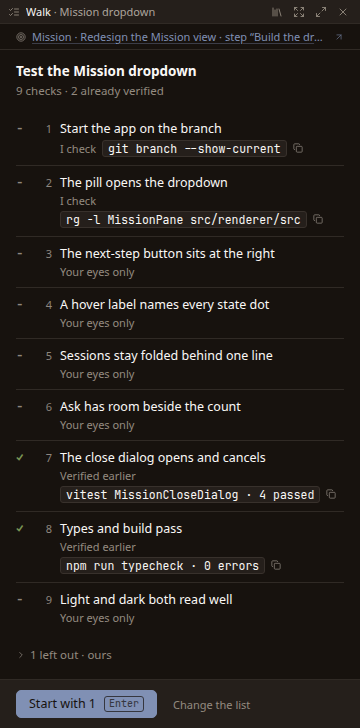 Walk · Mission dropdown
Mission · Redesign the Mission view · step “Build the dr...
Test the Mission dropdown
9 checks · 2 already verified
1 Start the app on the branch
I check git branch --show-current
2 The pill opens the dropdown
I check
rg -l MissionPane src/renderer/src
3 The next-step button sits at the right
Your eyes only
4 A hover label names every state dot
Your eyes only
5 Sessions stay folded behind one line
Your eyes only
6 Ask has room beside the count
Your eyes only
7 The close dialog opens and cancels
Verified earlier
vitest MissionCloseDialog · 4 passed
8 Types and build pass
Verified earlier
npm run typecheck · 0 errors
9 Light and dark both read well
Your eyes only
1 left out · ours
Start with 1 Enter Change the list